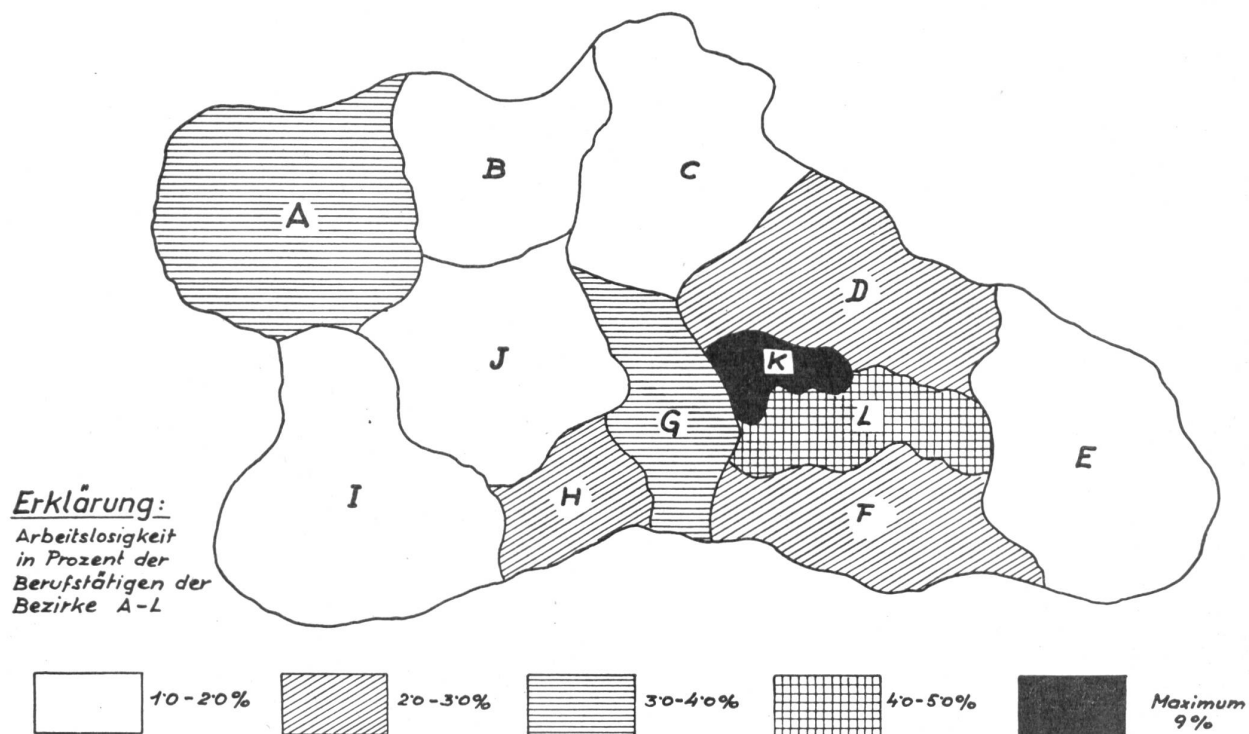 B
C
A
D
J
K
G
L
E
I
H
F
Erklärung:
Arbeitslosigkeit
in Prozent der
Berufstätigen der
Bezirke A-L
1·0-2·0%
2·0-3·0%
3·0-4·0%
4·0-5·0%
Maximum
9%